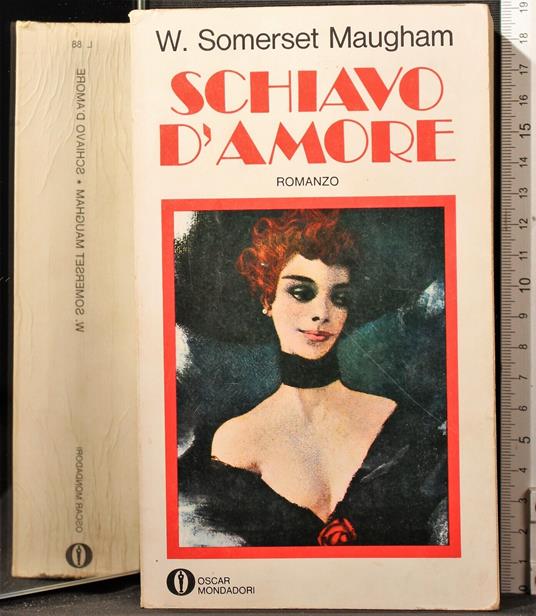 W. Somerset Maugham
SCHIAVO
D'AMORE
ROMANZO
OSCAR
MONDADORI
L 88
W. SOMERSET MAUGHAM • SCHIAVO D'AMORE
OSCAR MONDADORI
19
18
17
16
15
14
13
12
11
10
9
8
7
6
5
4
3
2
1
0